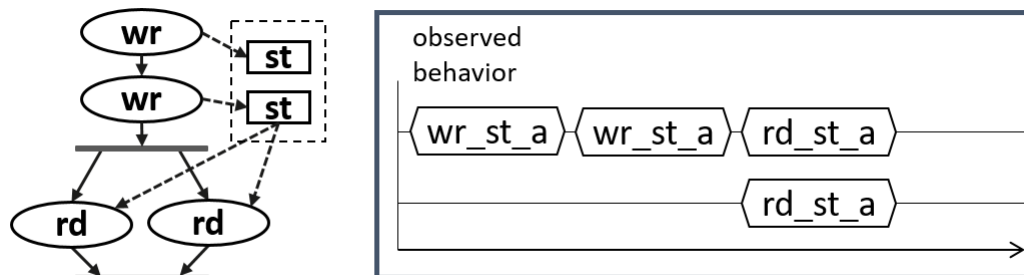 wr
st
wr
st
rd
rd
observed
behavior
wr_st_a
wr_st_a
rd_st_a
rd_st_a